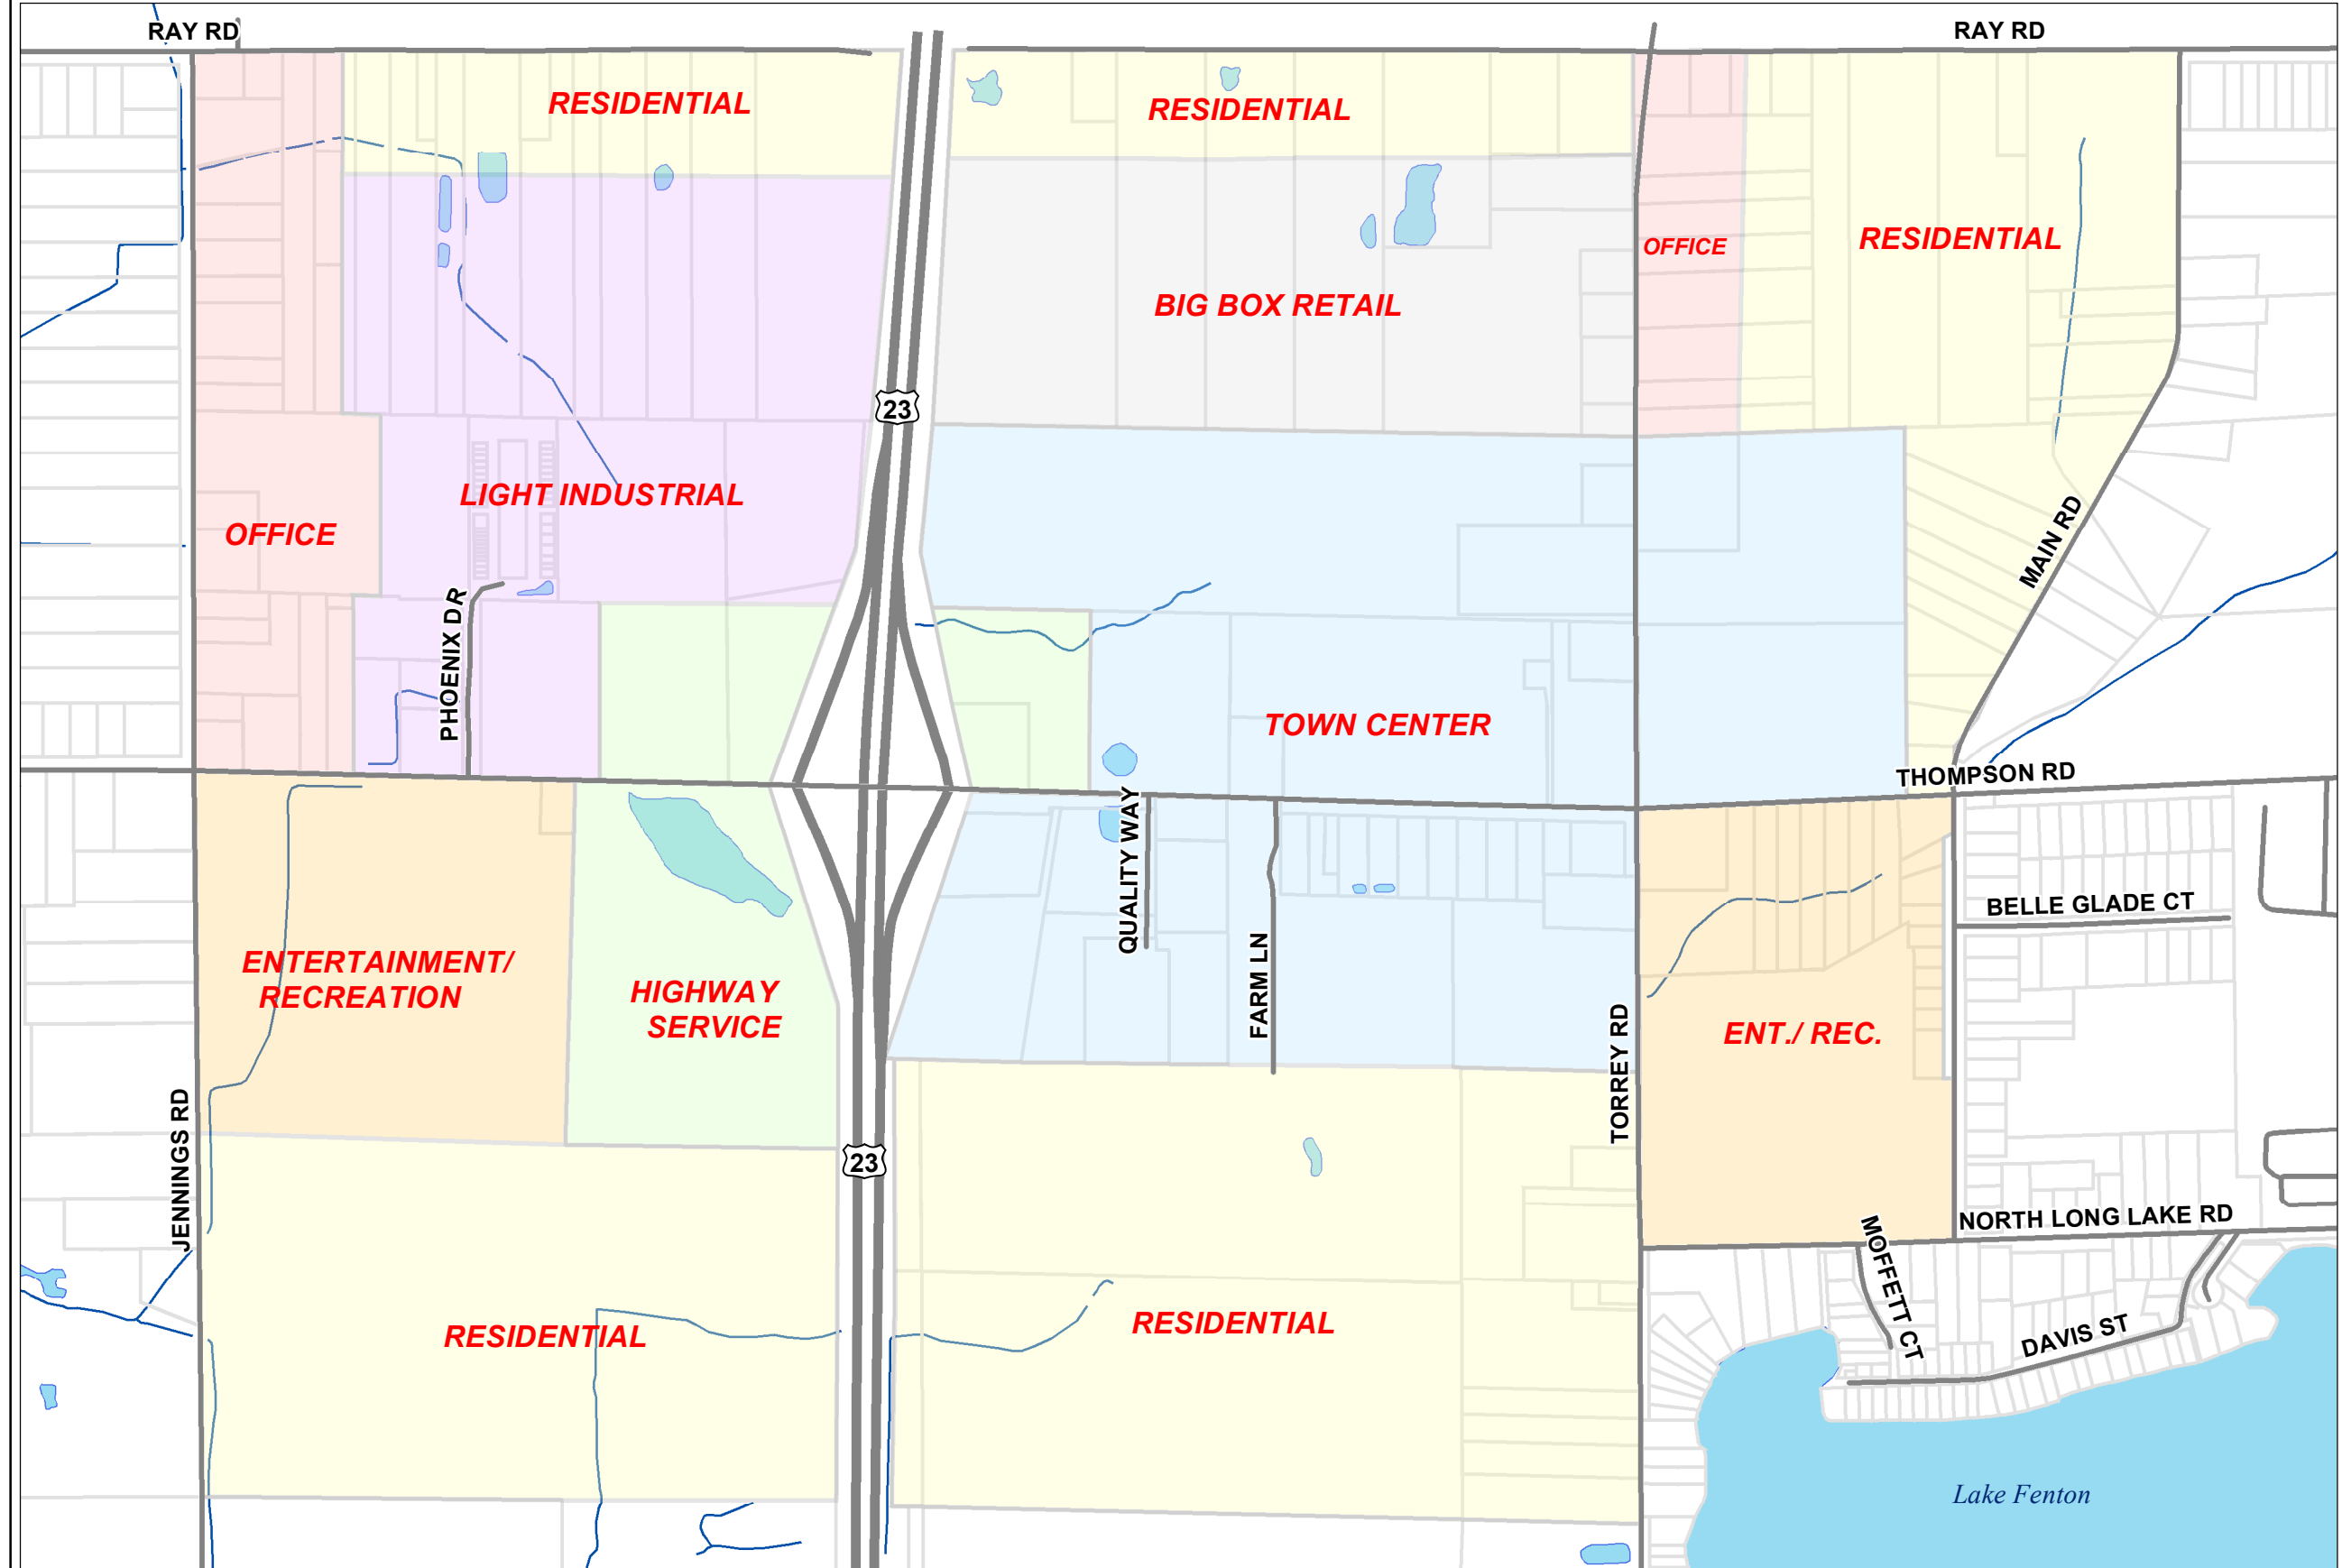 RAY RD
RAY RD
RESIDENTIAL
RESIDENTIAL
OFFICE
RESIDENTIAL
BIG BOX RETAIL
23
LIGHT INDUSTRIAL
OFFICE
MAIN RD
PHOENIX DR
TOWN CENTER
THOMPSON RD
QUALITY WAY
BELLE GLADE CT
ENTERTAINMENT/
RECREATION
HIGHWAY
SERVICE
FARM LN
TORREY RD
ENT./ REC.
JENNINGS RD
23
NORTH LONG LAKE RD
MOFFETT CT
RESIDENTIAL
RESIDENTIAL
DAVIS ST
Lake Fenton